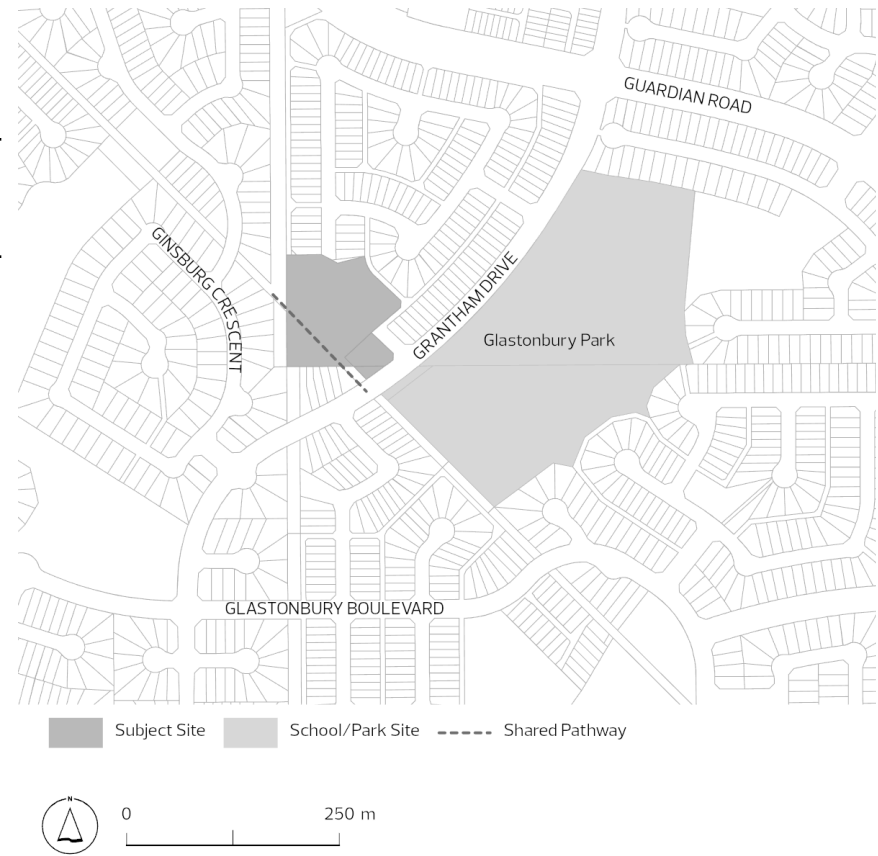 GUARDIAN ROAD
GINSBURG CRESCENT
GRANTHAM DRIVE
Glastonbury Park
GLASTONBURY BOULEVARD
Subject Site
School/Park Site
Shared Pathway
N
0
250 m